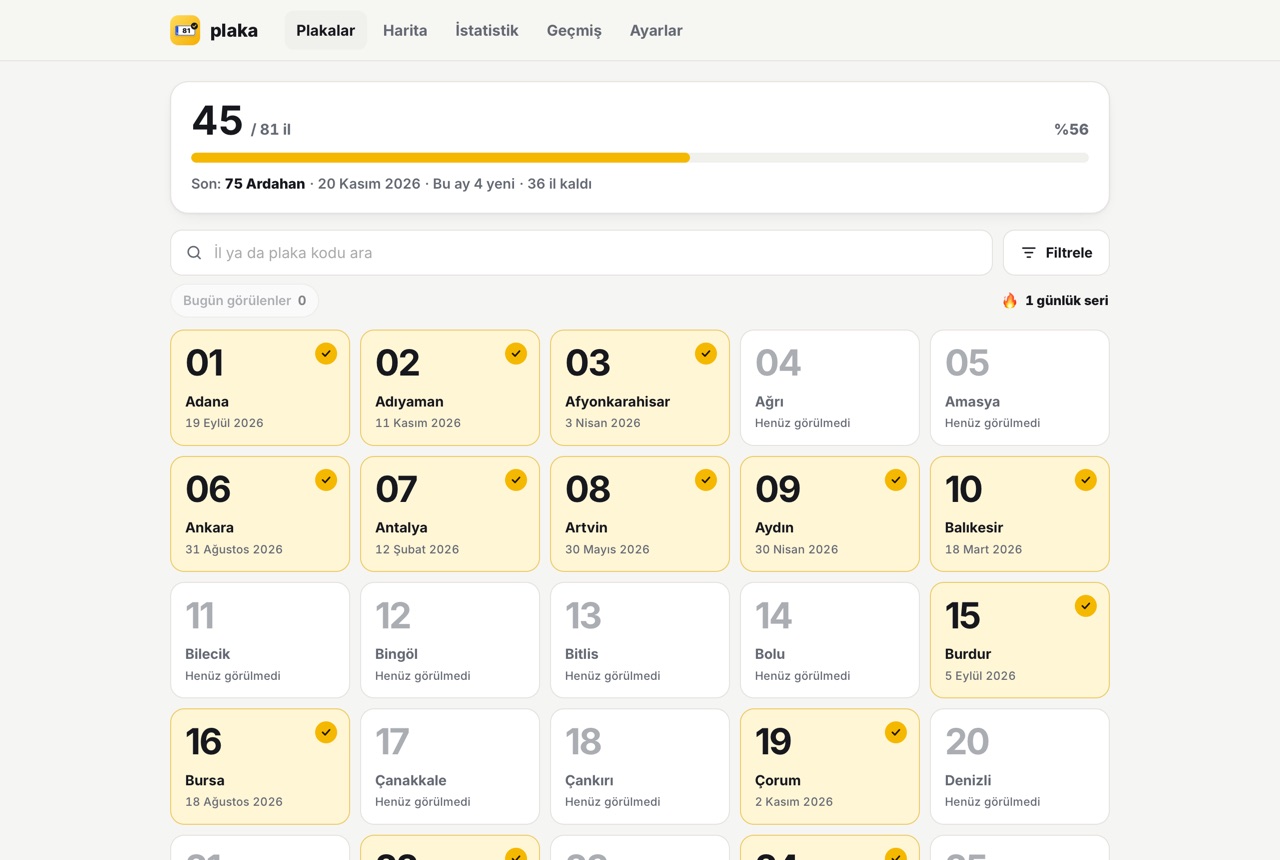 81
plaka
Plakalar
Harita
İstatistik
Geçmiş
Ayarlar
45 / 81 il
%56
Son: 75 Ardahan · 20 Kasım 2026 · Bu ay 4 yeni · 36 il kaldı
İl ya da plaka kodu ara
Filtrele
Bugün görülenler 0
🔥 1 günlük seri
01
Adana
19 Eylül 2026
02
Adıyaman
11 Kasım 2026
03
Afyonkarahisar
3 Nisan 2026
04
Ağrı
Henüz görülmedi
05
Amasya
Henüz görülmedi
06
Ankara
31 Ağustos 2026
07
Antalya
12 Şubat 2026
08
Artvin
30 Mayıs 2026
09
Aydın
30 Nisan 2026
10
Balıkesir
18 Mart 2026
11
Bilecik
Henüz görülmedi
12
Bingöl
Henüz görülmedi
13
Bitlis
Henüz görülmedi
14
Bolu
Henüz görülmedi
15
Burdur
5 Eylül 2026
16
Bursa
18 Ağustos 2026
17
Çanakkale
Henüz görülmedi
18
Çankırı
Henüz görülmedi
19
Çorum
2 Kasım 2026
20
Denizli
Henüz görülmedi